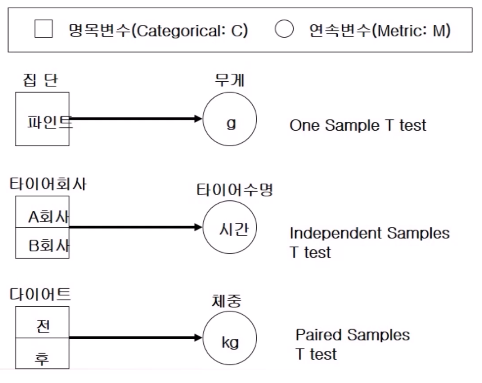 명목변수(Categorical: C) 연속변수(Metric: M)
집 단 무게
파인트 g One Sample T test
타이어회사 타이어수명
A회사 시간 Independent Samples
B회사 T test
다이어트 체중
전 kg Paired Samples
후 T test